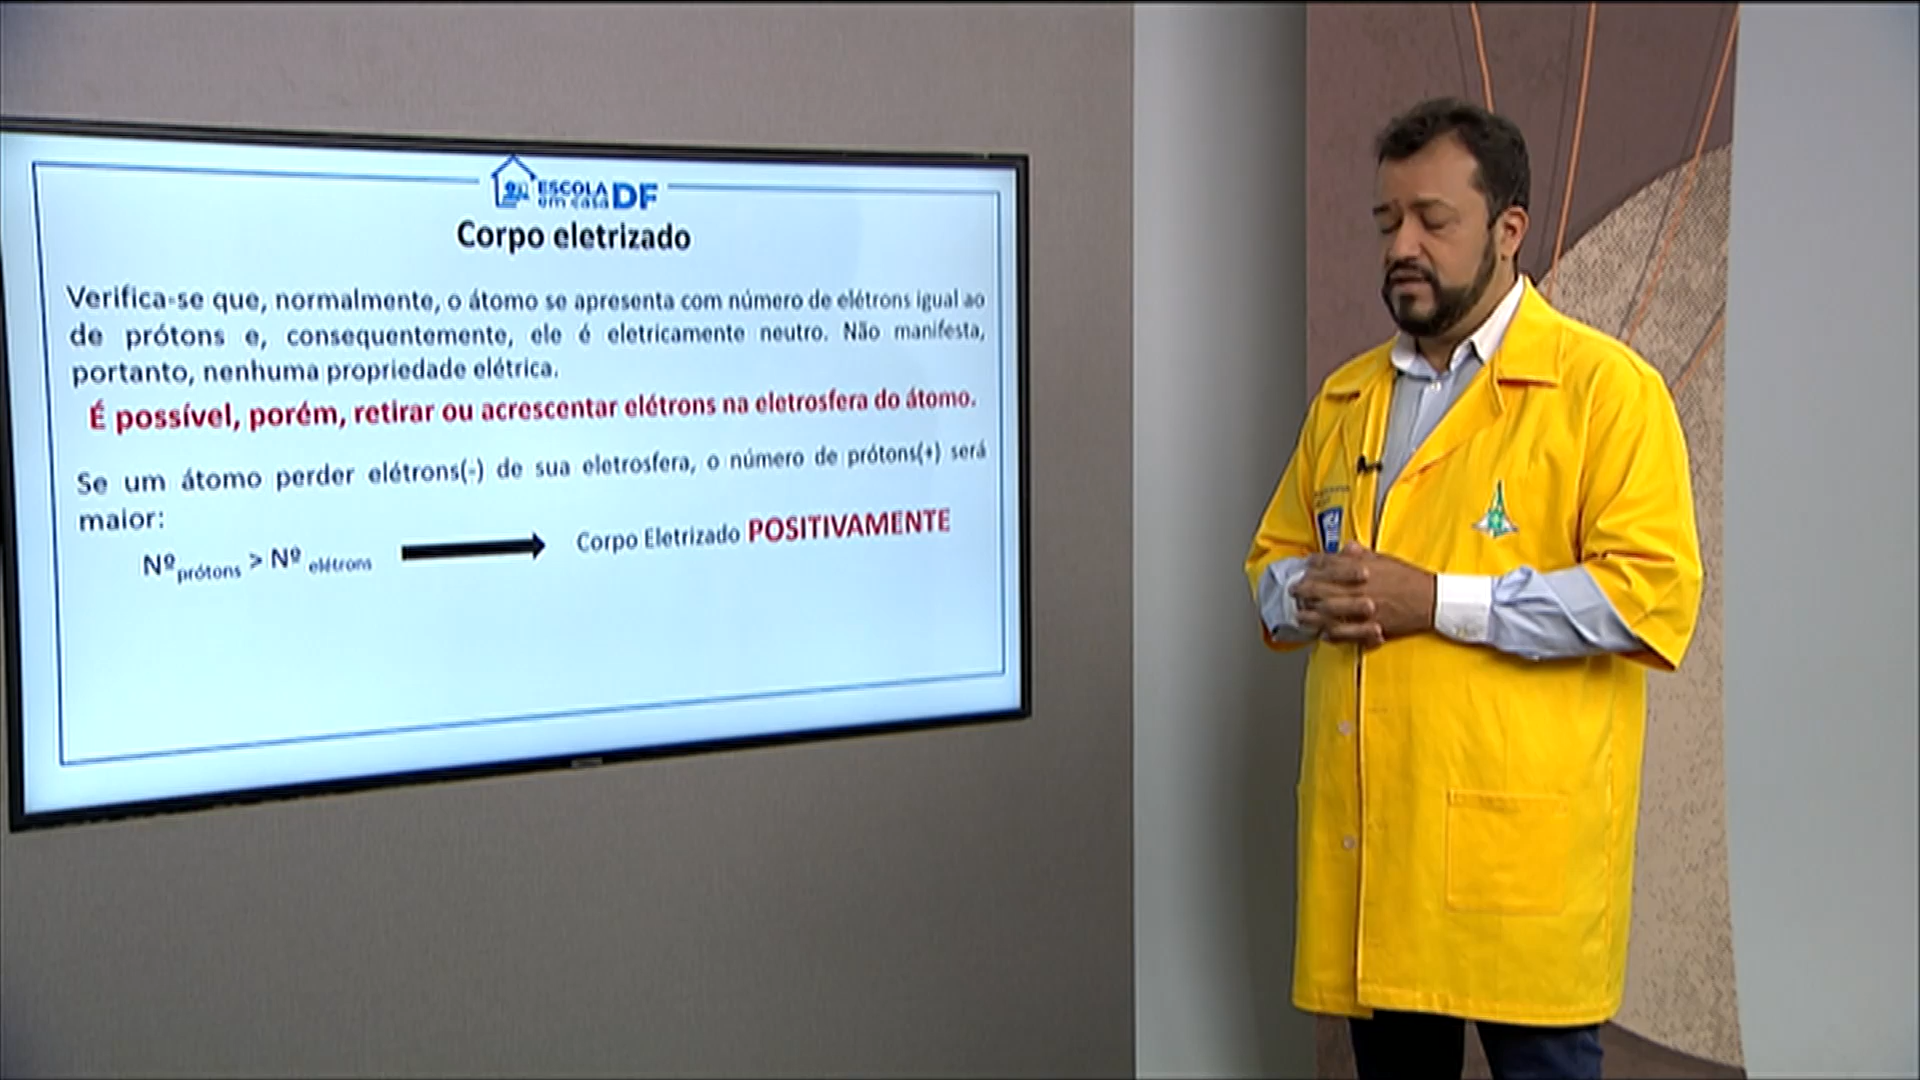 ESCOLA
em casa DF
Corpo eletrizado
Verifica-se que, normalmente, o átomo se apresenta com número de elétrons igual ao
de prótons e, consequentemente, ele é eletricamente neutro. Não manifesta,
portanto, nenhuma propriedade elétrica.
É possível, porém, retirar ou acrescentar elétrons na eletrosfera do átomo.
Se um átomo perder elétrons(-) de sua eletrosfera, o número de prótons(+) será
maior:
Nº prótons > Nº elétrons
Corpo Eletrizado POSITIVAMENTE